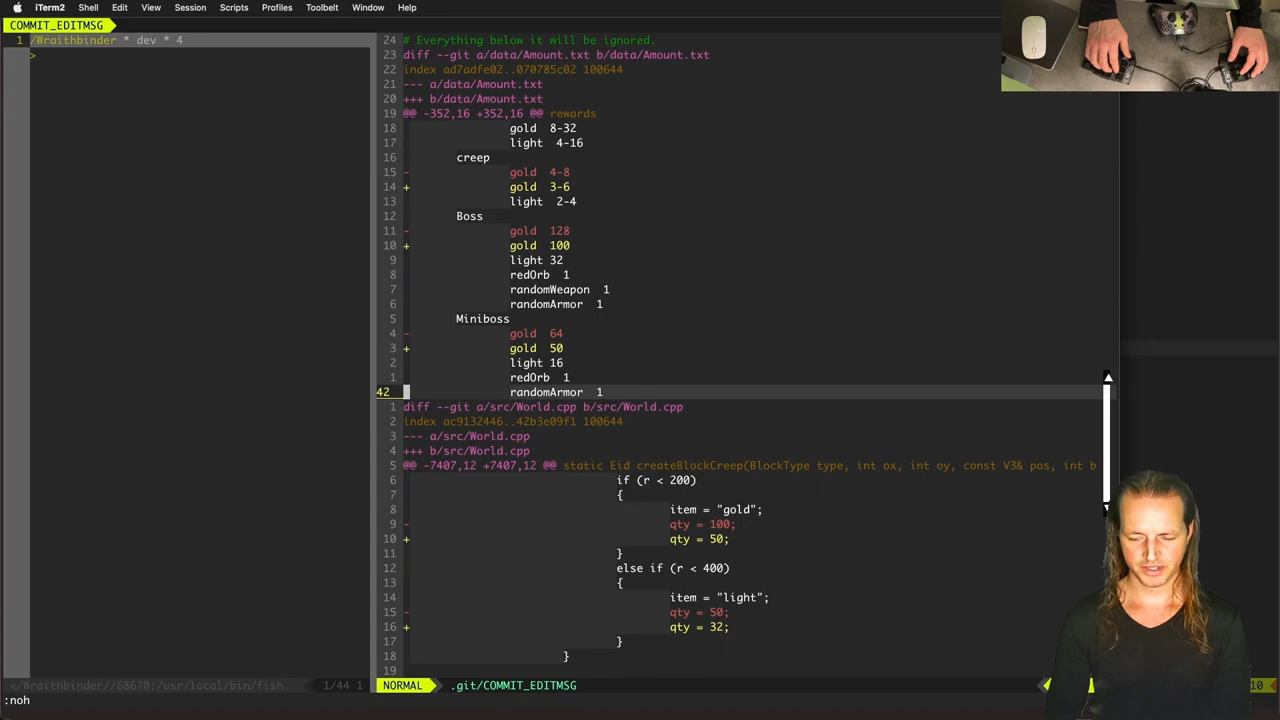 iTerm2 Shell Edit View Session Scripts Profiles Toolbelt Window Help
COMMIT_EDITMSG
1 /Wraithbinder * dev * 4
>
24 # Everything below it will be ignored.
23 diff --git a/data/Amount.txt b/data/Amount.txt
22 index ad7adfe02..070785c02 100644
21 --- a/data/Amount.txt
20 +++ b/data/Amount.txt
19 @@ -352,16 +352,16 @@ rewards
18 gold 8-32
17 light 4-16
16 creep
15 - gold 4-8
14 + gold 3-6
13 light 2-4
12 Boss
11 - gold 128
10 + gold 100
9 light 32
8 redOrb 1
7 randomWeapon 1
6 randomArmor 1
5 Miniboss
4 - gold 64
3 + gold 50
2 light 16
1 redOrb 1
42 randomArmor 1
1 diff --git a/src/World.cpp b/src/World.cpp
2 index ac9132446..42b3e09f1 100644
3 --- a/src/World.cpp
4 +++ b/src/World.cpp
5 @@ -7407,12 +7407,12 @@ static Eid createBlockCreep(BlockType type, int ox, int oy, const V3& pos, int b
6 if (r < 200)
7 {
8 item = "gold";
9 - qty = 100;
10 + qty = 50;
11 }
12 else if (r < 400)
13 {
14 item = "light";
15 - qty = 50;
16 + qty = 32;
17 }
18 }
19
</Wraithbinder//68670:/usr/local/bin/fish 1/44 1
NORMAL .git/COMMIT_EDITMSG
:noh